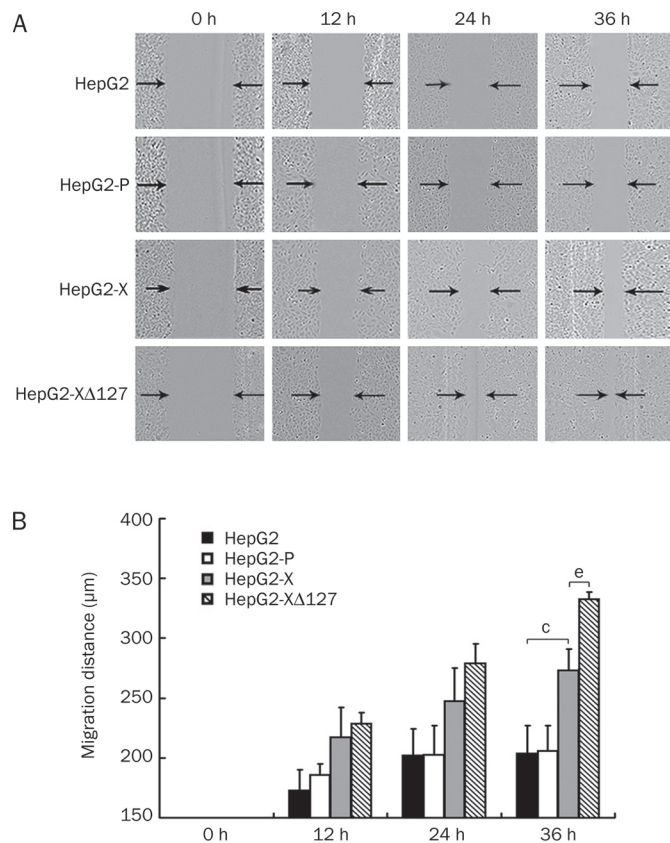 A
0 h 12 h 24 h 36 h
HepG2
HepG2-P
HepG2-X
HepG2-XΔ127
B
400
350
300
250
200
150
Migration distance (µm)
HepG2
HepG2-P
HepG2-X
HepG2-XΔ127
c
e
0 h 12 h 24 h 36 h